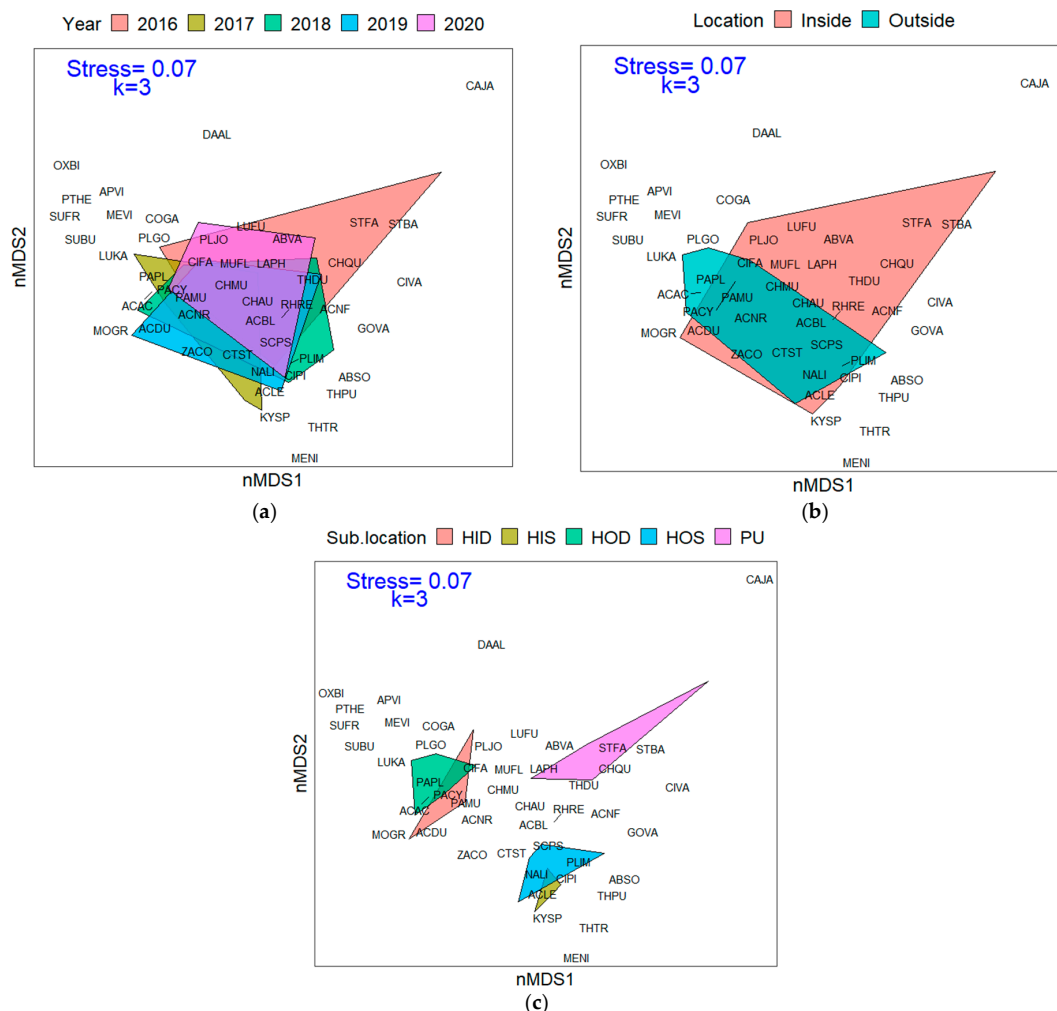 Year 2016 2017 2018 2019 2020
Stress= 0.07
k=3
CAJA
DAAL
OXBI
APVI
PTHE
SUFR MEVI COGA
LUFU STFA STBA
SUBU PLGO PLJO ABVA
LUKA CIFA MUFL LAPH CHQU
PAPL CHMU THDU CIVA
ACAC PACY PAMU CHAU RHRE ACNF
MOGR ACDU ACNR ACBL GOVA
ZACO CTST SCPS PLIM
NALI CIPI ABSO
ACLE THPU
KYSP THTR
MENI
nMDS2
nMDS1
(a)
Location Inside Outside
Stress= 0.07
k=3
CAJA
DAAL
OXBI
APVI
PTHE COGA
SUFR MEVI
LUFU STFA STBA
SUBU PLGO PLJO ABVA
LUKA CIFA MUFL LAPH CHQU
PAPL CHMU THDU
ACAC PAMU CHAU RHRE CIVA
PACY ACNR ACBL ACNF
MOGR ACDU GOVA
ZACO CTST SCPS PLIM
NALI CIPI ABSO
ACLE THPU
KYSP THTR
MENI
nMDS2
nMDS1
(b)
Sub.location HID HIS HOD HOS PU
Stress= 0.07
k=3
CAJA
DAAL
OXBI
APVI
PTHE
SUFR MEVI COGA
LUFU
SUBU PLGO PLJO ABVA STFA STBA
LUKA CIFA MUFL LAPH CHQU
PAPL CHMU THDU CIVA
PACY
ACAC PAMU CHAU RHRE ACNF
ACNR ACBL
MOGR ACDU GOVA
ZACO CTST SCPS
PLIM
NALI CIPI ABSO
ACLE THPU
KYSP THTR
MENI
nMDS2
nMDS1
(c)